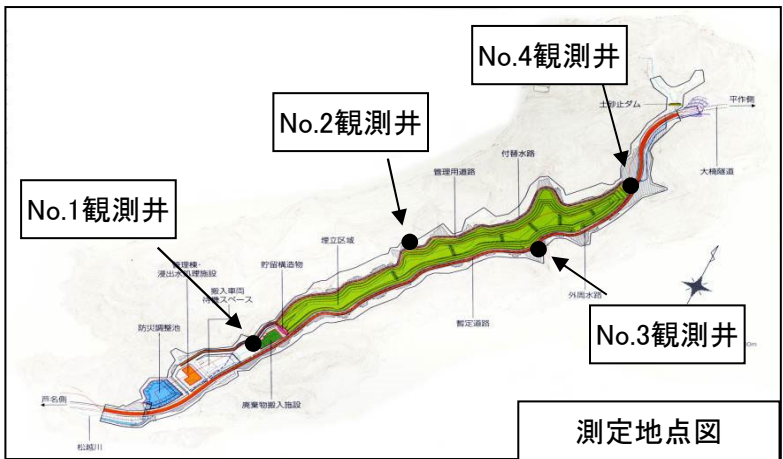 No.4観測井
平作側
土砂止ダム
No.2観測井
付替水路
大楠隧道
管理用道路
No.1観測井
埋立区域
貯留構造物
管理棟・
浸出水処理施設
搬入車両
待機スペース
外周水路
防災調整池
暫定道路
No.3観測井
芦名側
廃棄物搬入施設
松越川
測定地点図